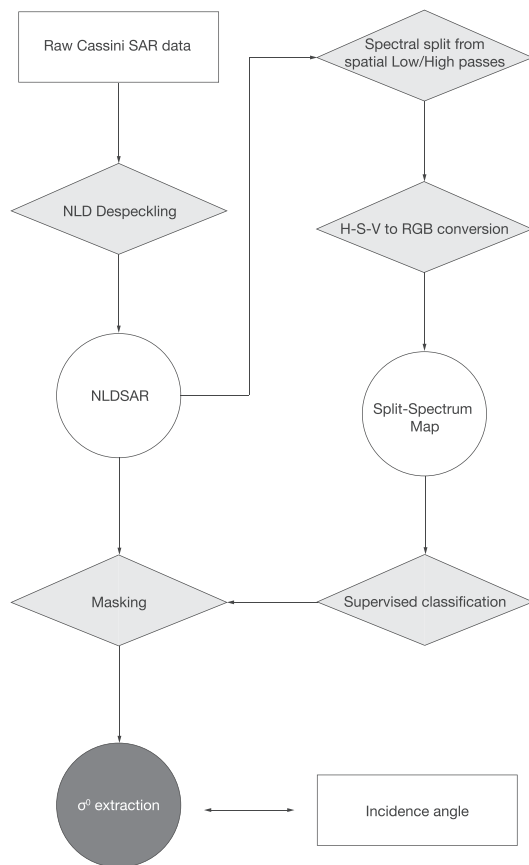 Raw Cassini SAR data
NLD Despeckling
NLDSAR
Masking
σ⁰ extraction
Spectral split from
spatial Low/High passes
H-S-V to RGB conversion
Split-Spectrum
Map
Supervised classification
Incidence angle